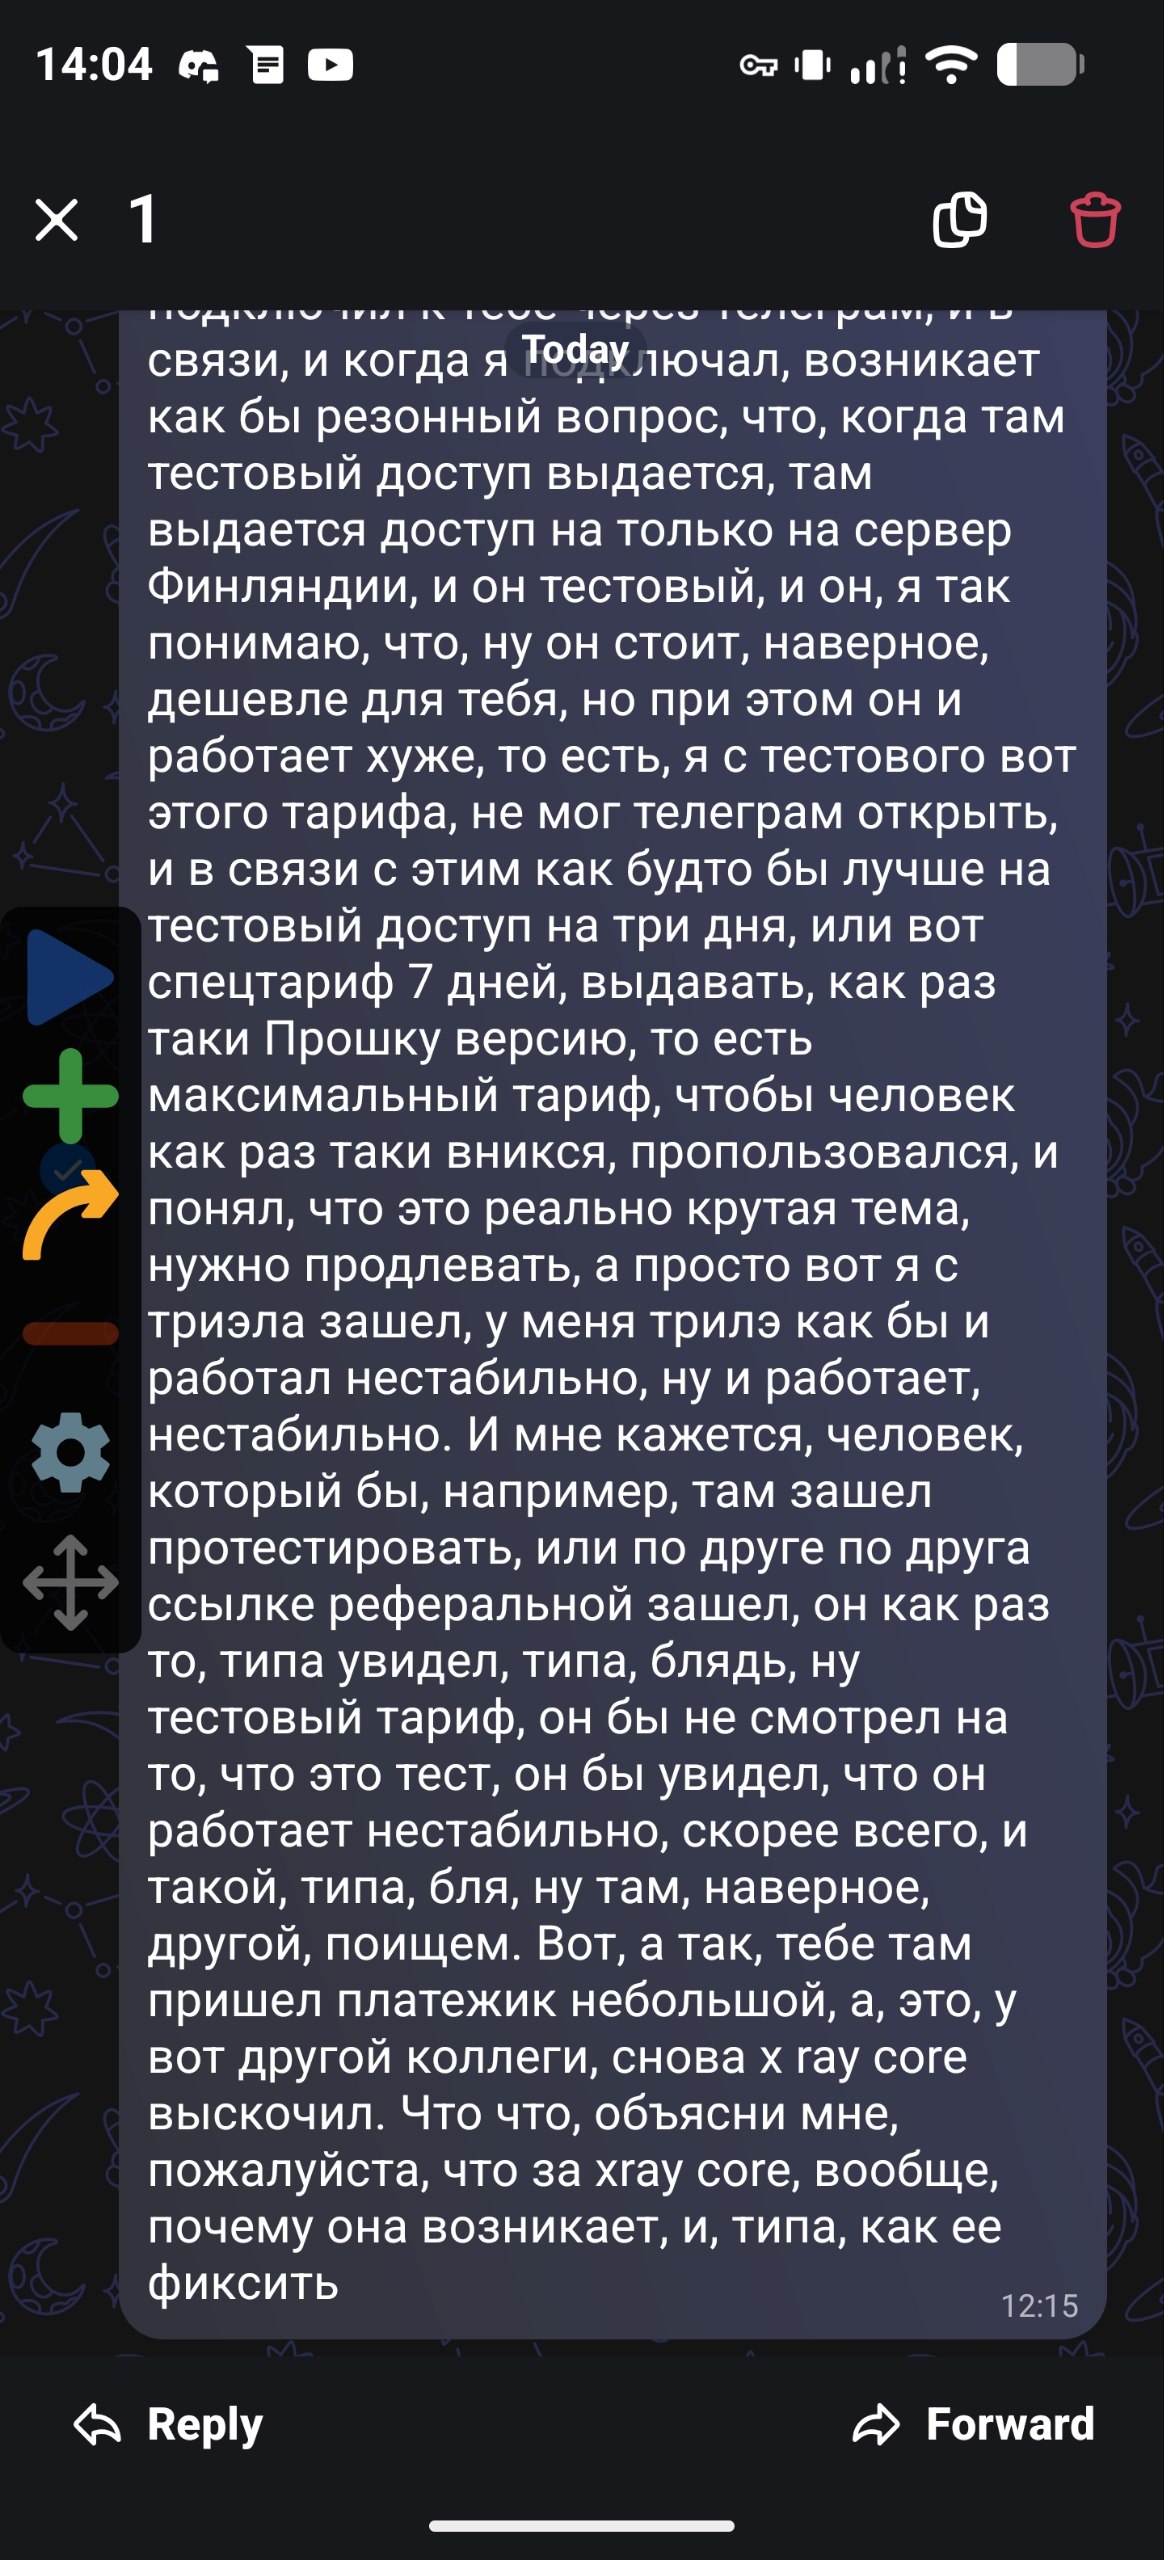 14:04
1
подключил к тебе через телеграм, и в
Today
связи, и когда я подключал, возникает
как бы резонный вопрос, что, когда там
тестовый доступ выдается, там
выдается доступ на только на сервер
Финляндии, и он тестовый, и он, я так
понимаю, что, ну он стоит, наверное,
дешевле для тебя, но при этом он и
работает хуже, то есть, я с тестового вот
этого тарифа, не мог телеграм открыть,
и в связи с этим как будто бы лучше на
тестовый доступ на три дня, или вот
спецтариф 7 дней, выдавать, как раз
таки Прошку версию, то есть
максимальный тариф, чтобы человек
как раз таки вникся, пропользовался, и
понял, что это реально крутая тема,
нужно продлевать, а просто вот я с
триэла зашел, у меня трилэ как бы и
работал нестабильно, ну и работает,
нестабильно. И мне кажется, человек,
который бы, например, там зашел
протестировать, или по друге по друга
ссылке реферальной зашел, он как раз
то, типа увидел, типа, блядь, ну
тестовый тариф, он бы не смотрел на
то, что это тест, он бы увидел, что он
работает нестабильно, скорее всего, и
такой, типа, бля, ну там, наверное,
другой, поищем. Вот, а так, тебе там
пришел платежик небольшой, а, это, у
вот другой коллеги, снова x ray core
выскочил. Что что, объясни мне,
пожалуйста, что за xray core, вообще,
почему она возникает, и, типа, как ее
фиксить
12:15
Reply
Forward